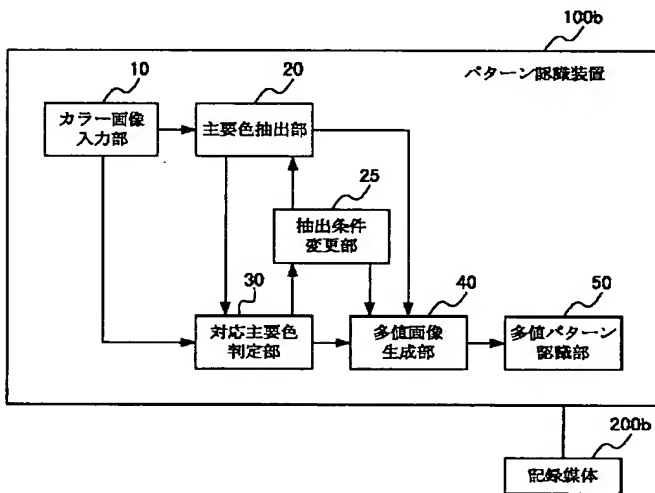 100b
パターン認識装置
10
カラー画像
入力部
20
主要色抽出部
25
抽出条件
変更部
30
対応主要色
判定部
40
多値画像
生成部
50
多値パターン
認識部
200b
記録媒体